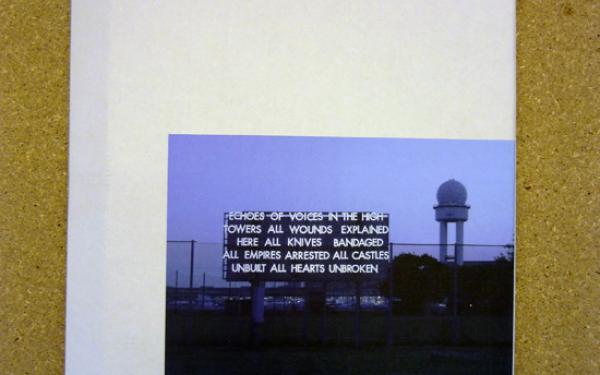 ECHOES OF VOICES IN THE HIGH
TOWERS ALL WOUNDS EXPLAINED
HERE ALL KNIVES BANDAGED
ALL EMPIRES ARRESTED ALL CASTLES
UNBUILT ALL HEARTS UNBROKEN